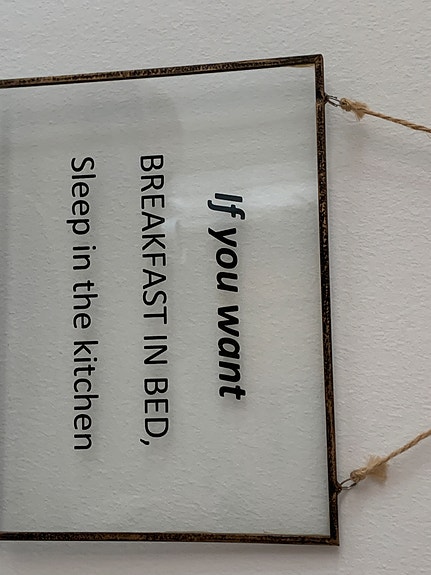 If you want
BREAKFAST IN BED,
Sleep in the kitchen